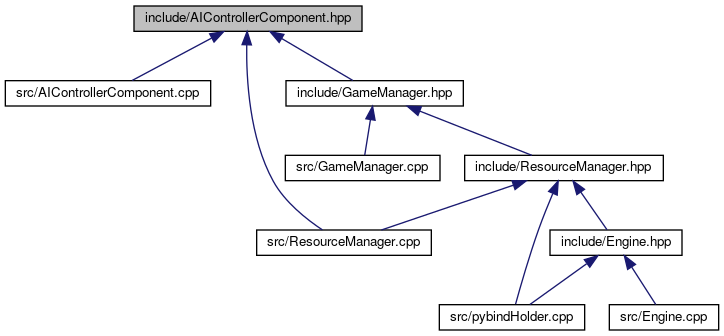 include/AIControllerComponent.hpp
src/AIControllerComponent.cpp
include/GameManager.hpp
src/GameManager.cpp
include/ResourceManager.hpp
src/ResourceManager.cpp
include/Engine.hpp
src/pybindHolder.cpp
src/Engine.cpp